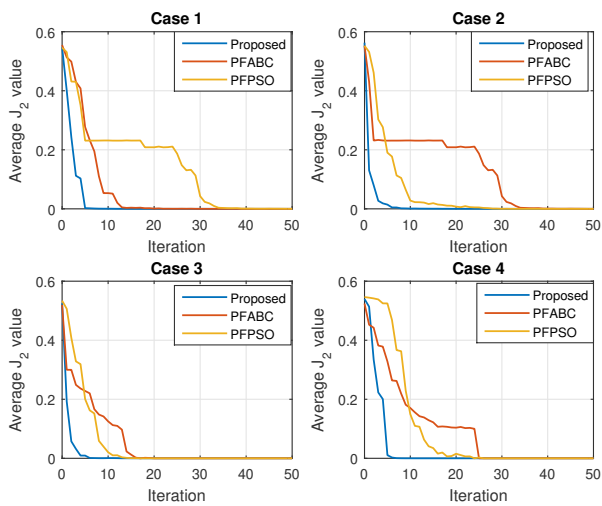 Case 1
0.6
0.4
0.2
0
Average J2 value
0 10 20 30 40 50
Iteration
Proposed
PFABC
PFPSO
Case 2
0.6
0.4
0.2
0
Average J2 value
0 10 20 30 40 50
Iteration
Proposed
PFABC
PFPSO
Case 3
0.6
0.4
0.2
0
Average J2 value
0 10 20 30 40 50
Iteration
Proposed
PFABC
PFPSO
Case 4
0.6
0.4
0.2
0
Average J2 value
0 10 20 30 40 50
Iteration
Proposed
PFABC
PFPSO